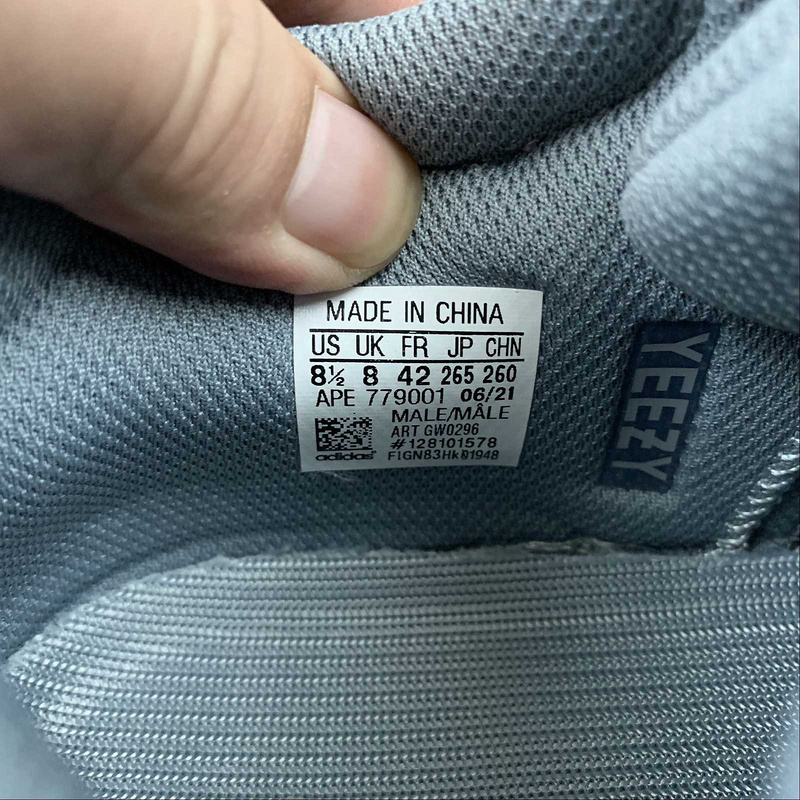 MADE IN CHINA
US UK FR JP CHN
8½ 8 42 265 260
APE 779001 06/21
MALE/MÂLE
ART GW0296
#128101578
adidas FIGN83Hk01948
YEEZY